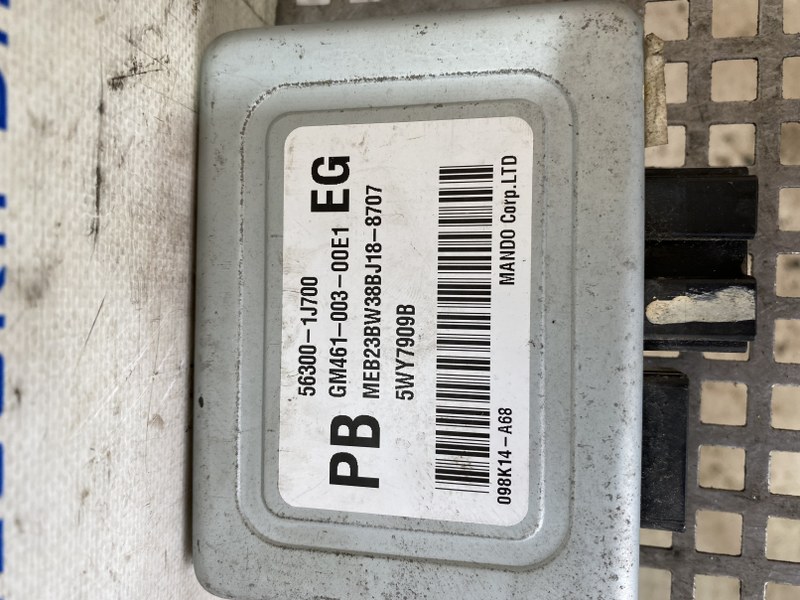 PB
56300-1J700
GM461-003-00E1 EG
MEB23BW38BJ18-8707
5WY7909B
098K14-A68
MANDO Corp.LTD